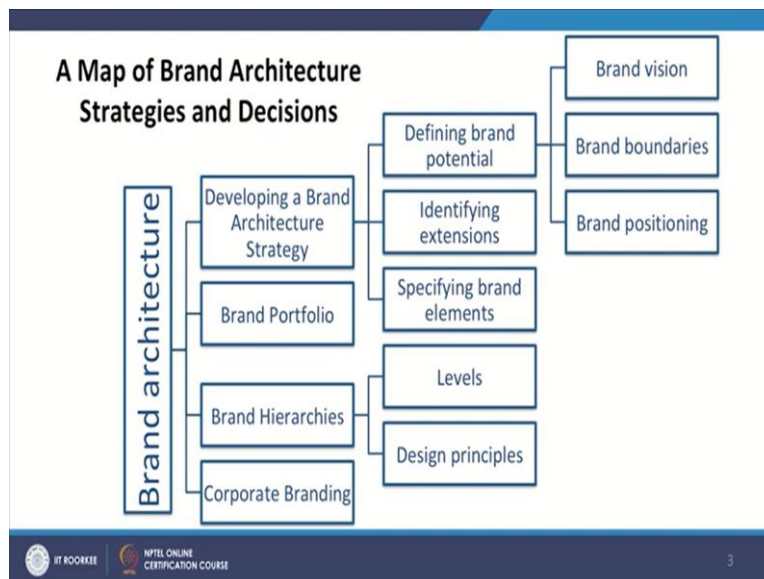 A Map of Brand Architecture
Strategies and Decisions
Brand architecture
Developing a Brand
Architecture
Strategy
Brand Portfolio
Brand Hierarchies
Corporate Branding
Defining brand
potential
Identifying
extensions
Specifying brand
elements
Levels
Design principles
Brand vision
Brand boundaries
Brand positioning
IIT ROORKEE
NPTEL ONLINE
CERTIFICATION COURSE
3